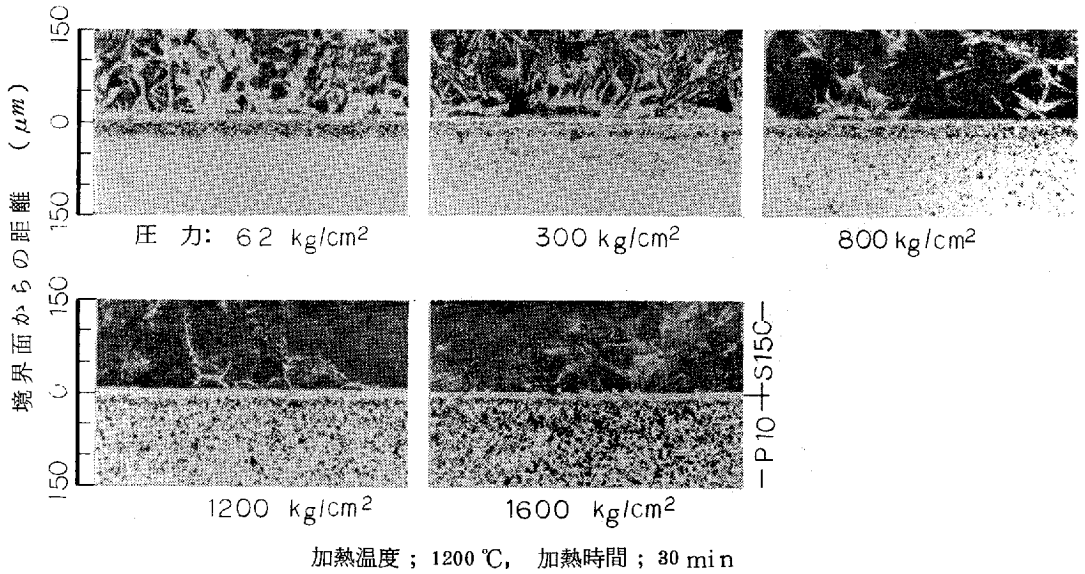 境界面からの距離 (μm)
150
0
150
圧力: 62 kg/cm²
300 kg/cm²
800 kg/cm²
150
0
150
1200 kg/cm²
1600 kg/cm²
P10
S15C
加熱温度 ; 1200 ℃, 加熱時間 ; 30 min